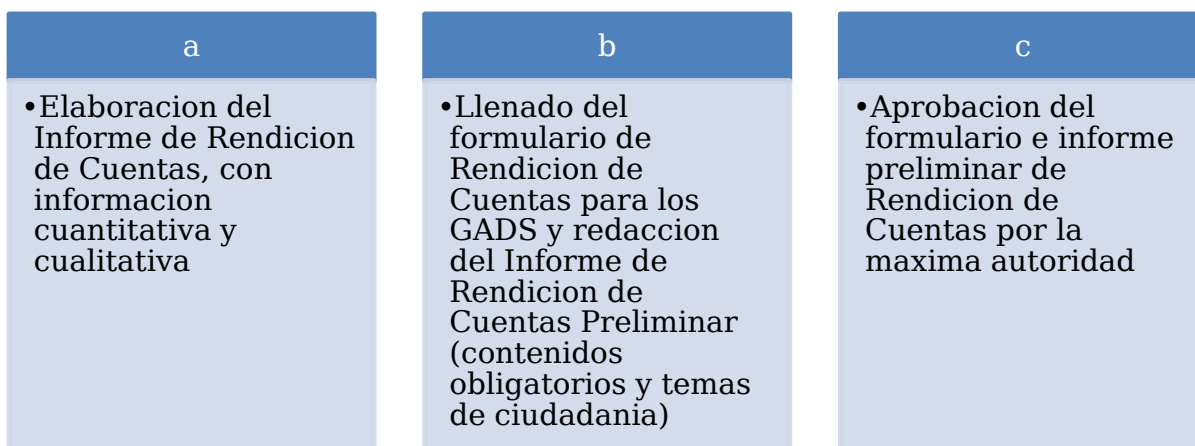 a
•Elaboracion del
Informe de Rendicion
de Cuentas, con
informacion
cuantitativa y
cualitativa
b
•Llenado del
formulario de
Rendicion de
Cuentas para los
GADS y redaccion
del Informe de
Rendicion de
Cuentas Preliminar
(contenidos
obligatorios y temas
de ciudadania)
c
•Aprobacion del
formulario e informe
preliminar de
Rendicion de
Cuentas por la
maxima autoridad